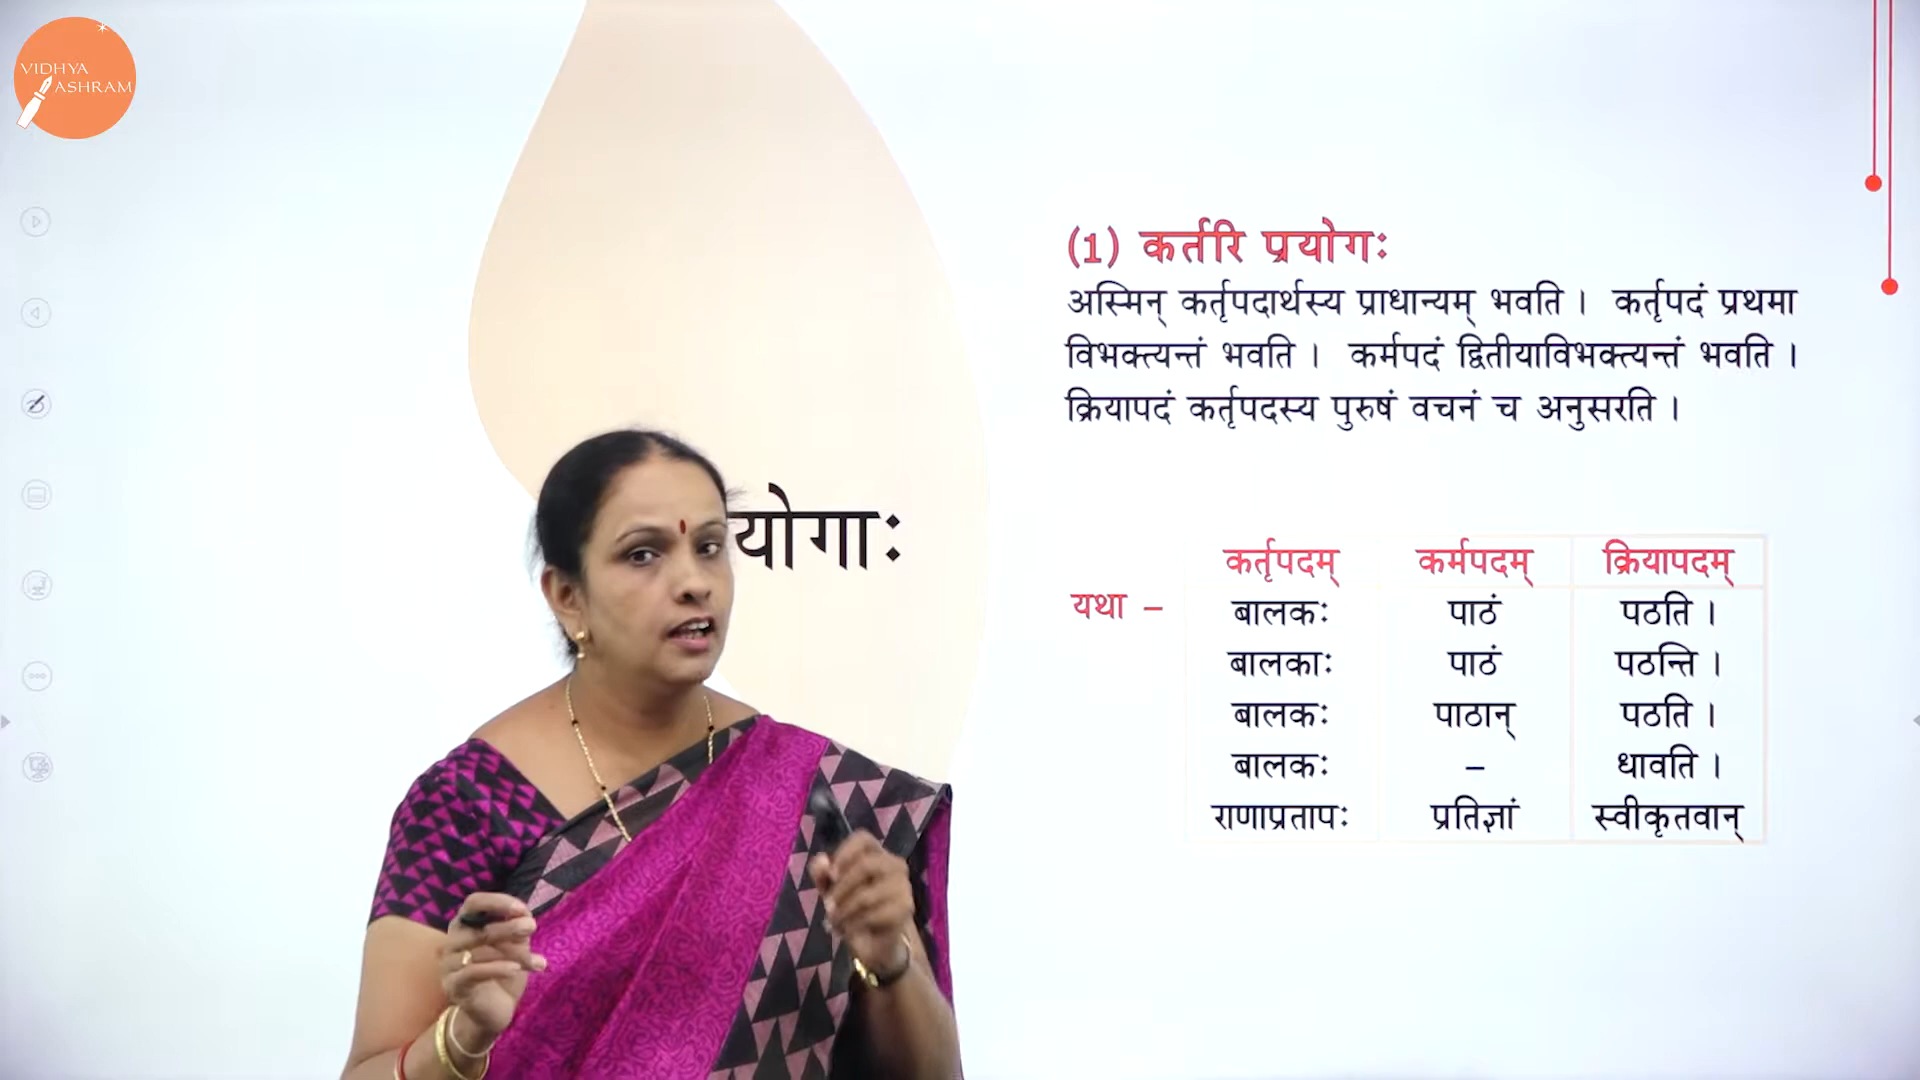 VIDHYA
ASHRAM
(1) कर्तरि प्रयोगः
अस्मिन् कर्तृपदार्थस्य प्राधान्यम् भवति । कर्तृपदं प्रथमा
विभक्त्यन्तं भवति । कर्मपदं द्वितीयाविभक्त्यन्तं भवति ।
क्रियापदं कर्तृपदस्य पुरुषं वचनं च अनुसरति ।
योगाः
कर्तृपदम् कर्मपदम् क्रियापदम्
यथा – बालकः पाठं पठति ।
बालकाः पाठं पठन्ति ।
बालकः पाठान् पठति ।
बालकः – धावति ।
राणाप्रतापः प्रतिज्ञां स्वीकृतवान्